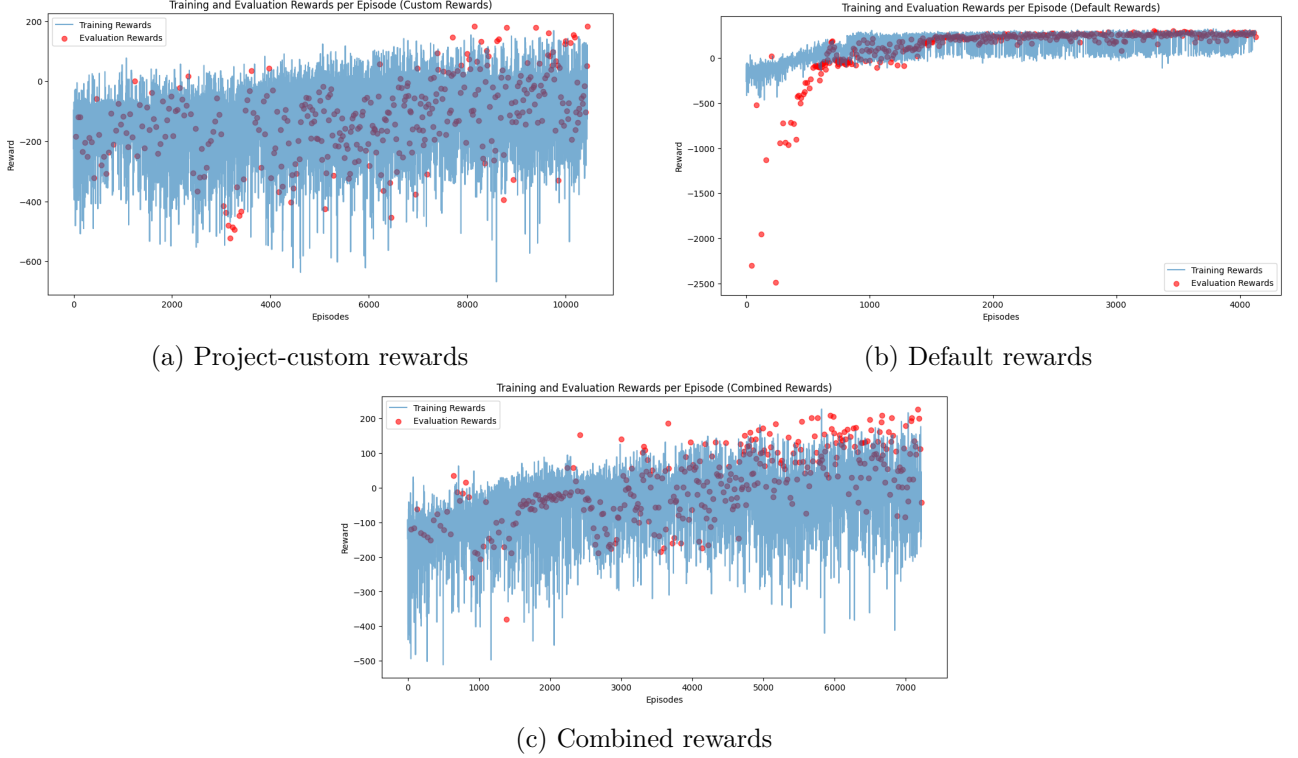 Training and Evaluation Rewards per Episode (Custom Rewards)
Training Rewards
Evaluation Rewards
200
0
−200
−400
−600
Reward
0
2000
4000
6000
8000
10000
Episodes
(a) Project-custom rewards
Training and Evaluation Rewards per Episode (Default Rewards)
0
−500
−1000
−1500
−2000
−2500
Reward
Training Rewards
Evaluation Rewards
0
1000
2000
3000
4000
Episodes
(b) Default rewards
Training and Evaluation Rewards per Episode (Combined Rewards)
Training Rewards
Evaluation Rewards
200
100
0
−100
−200
−300
−400
−500
Reward
0
1000
2000
3000
4000
5000
6000
7000
Episodes
(c) Combined rewards